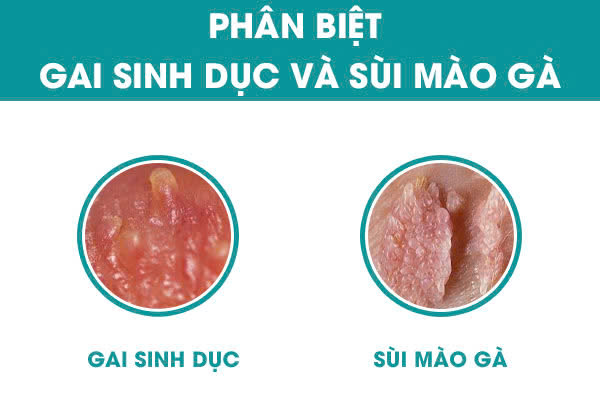 PHÂN BIỆT
GAI SINH DỤC VÀ SÙI MÀO GÀ
GAI SINH DỤC
SÙI MÀO GÀ